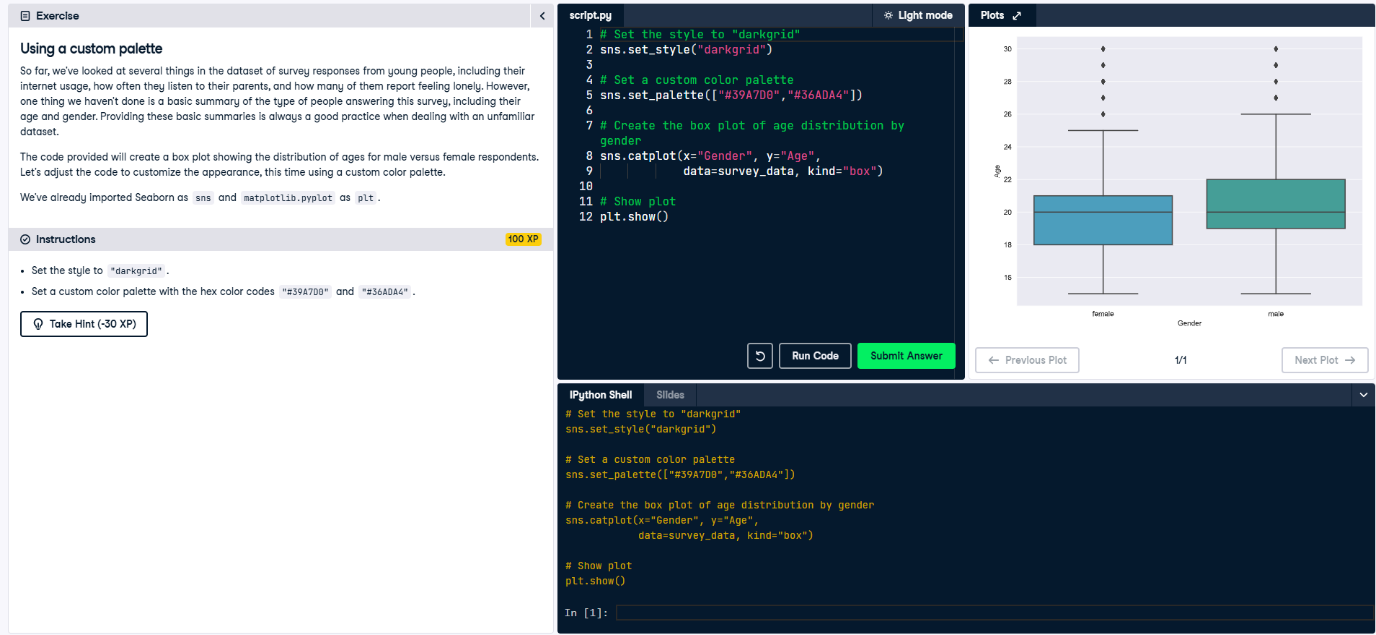 Exercise
Using a custom palette
So far, we've looked at several things in the dataset of survey responses from young people, including their
internet usage, how often they listen to their parents, and how many of them report feeling lonely. However,
one thing we haven't done is a basic summary of the type of people answering this survey, including their
age and gender. Providing these basic summaries is always a good practice when dealing with an unfamiliar
dataset.
The code provided will create a box plot showing the distribution of ages for male versus female respondents.
Let's adjust the code to customize the appearance, this time using a custom color palette.
We've already imported Seaborn as sns and matplotlib.pyplot as plt.
Instructions
100 XP
• Set the style to "darkgrid".
• Set a custom color palette with the hex color codes "#39A7D0" and "#36ADA4".
Take Hint (-30 XP)
script.py
Light mode
1 # Set the style to "darkgrid"
2 sns.set_style("darkgrid")
3
4 # Set a custom color palette
5 sns.set_palette(["#39A7D0","#36ADA4"])
6
7 # Create the box plot of age distribution by
gender
8 sns.catplot(x="Gender", y="Age",
9 data=survey_data, kind="box")
10
11 # Show plot
12 plt.show()
Run Code
Submit Answer
Plots
30
28
26
24
22
20
18
16
Age
female
male
Gender
Previous Plot
1/1
Next Plot
IPython Shell
Slides
# Set the style to "darkgrid"
sns.set_style("darkgrid")
# Set a custom color palette
sns.set_palette(["#39A7D0","#36ADA4"])
# Create the box plot of age distribution by gender
sns.catplot(x="Gender", y="Age",
data=survey_data, kind="box")
# Show plot
plt.show()
In [1]: